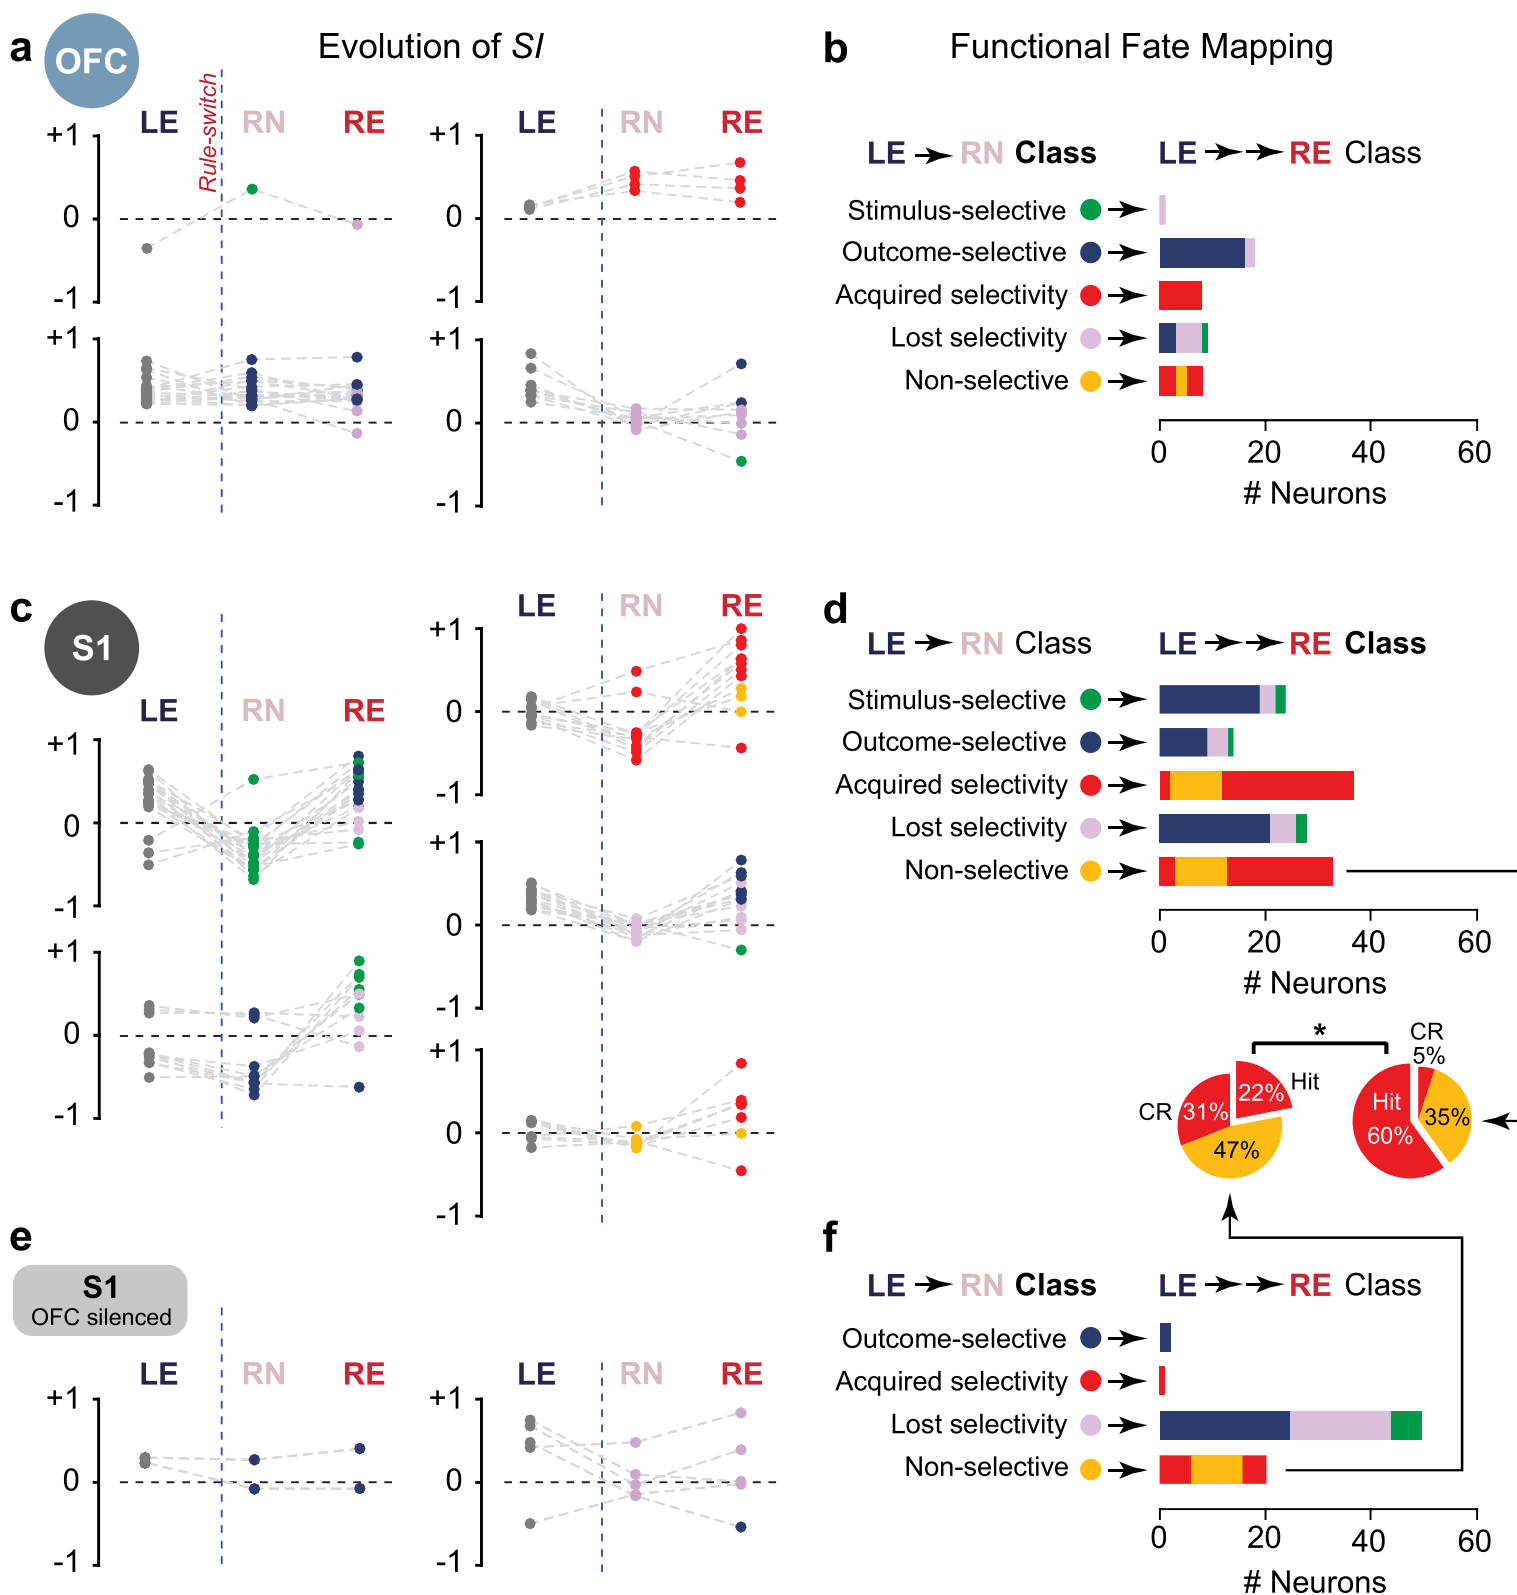 a
OFC
Evolution of SI
Rule-switch
LE RN RE
+1
0
-1
+1
0
-1
LE RN RE
+1
0
-1
+1
0
-1
b
Functional Fate Mapping
LE RN Class
LE RE Class
Stimulus-selective
Outcome-selective
Acquired selectivity
Lost selectivity
Non-selective
0 20 40 60
# Neurons
c
S1
LE RN RE
+1
0
-1
+1
0
-1
LE RN RE
+1
0
-1
+1
0
-1
+1
0
-1
d
LE RN Class
LE RE Class
Stimulus-selective
Outcome-selective
Acquired selectivity
Lost selectivity
Non-selective
0 20 40 60
# Neurons
*
CR
31%
22%
Hit
47%
CR
5%
Hit
60%
35%
e
S1
OFC silenced
LE RN RE
+1
0
-1
LE RN RE
+1
0
-1
f
LE RN Class
LE RE Class
Outcome-selective
Acquired selectivity
Lost selectivity
Non-selective
0 20 40 60
# Neurons